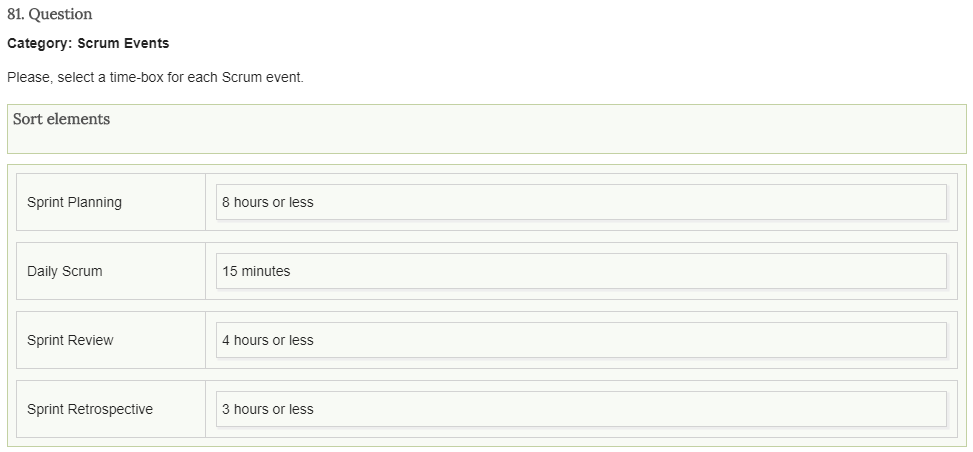 81. Question
Category: Scrum Events
Please, select a time-box for each Scrum event.
Sort elements
Sprint Planning 8 hours or less
Daily Scrum 15 minutes
Sprint Review 4 hours or less
Sprint Retrospective 3 hours or less